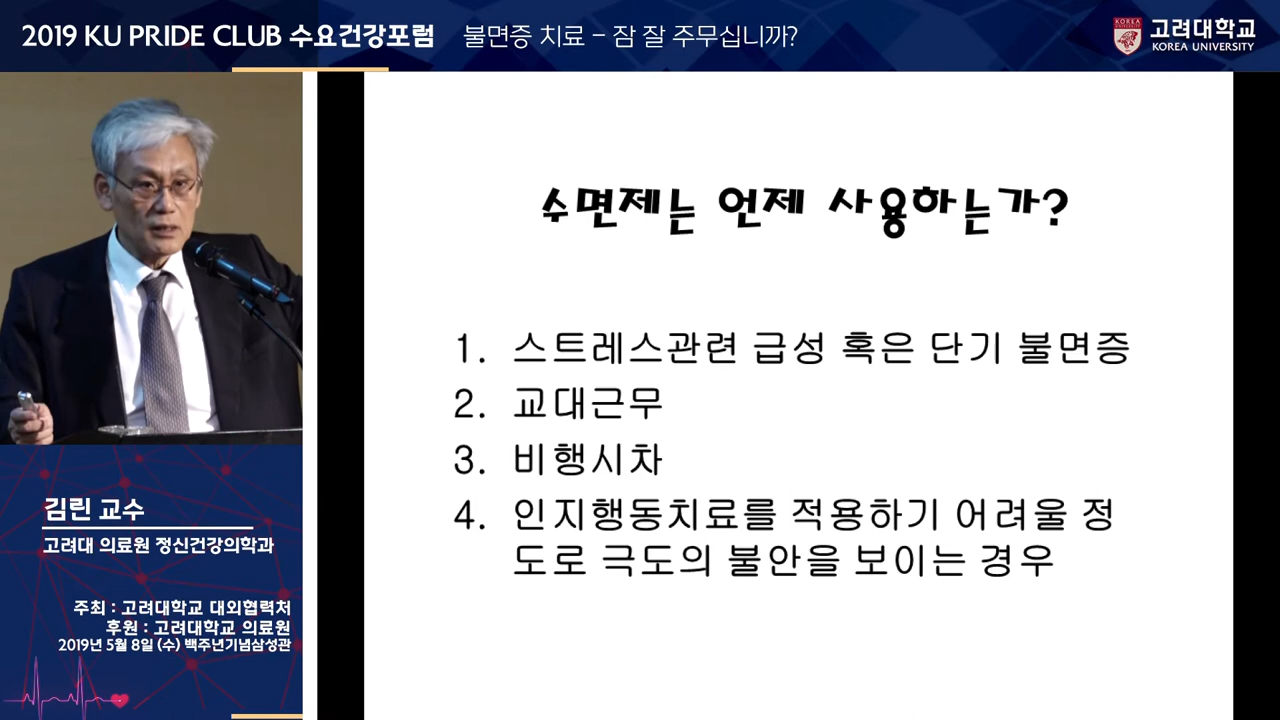 2019 KU PRIDE CLUB 수요건강포럼 불면증 치료 – 잠 잘 주무십니까?
KOREA
고려대학교
KOREA UNIVERSITY
수면제는 언제 사용하는가?
1. 스트레스관련 급성 혹은 단기 불면증
2. 교대근무
3. 비행시차
4. 인지행동치료를 적용하기 어려울 정
도로 극도의 불안을 보이는 경우
김린 교수
고려대 의료원 정신건강의학과
주최 : 고려대학교 대외협력처
후원 : 고려대학교 의료원
2019년 5월 8일 (수) 백주년기념삼성관